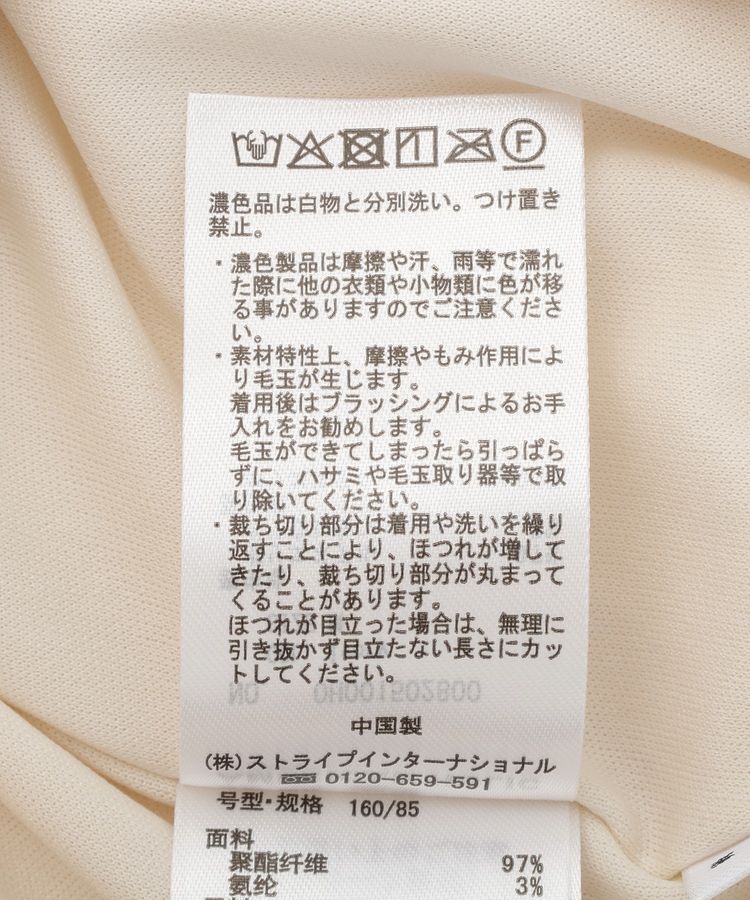 濃色品は白物と分別洗い。つけ置き
禁止。
・濃色製品は摩擦や汗、雨等で濡れ
た際に他の衣類や小物類に色が移
る事がありますのでご注意くださ
い。
・素材特性上、摩擦やもみ作用によ
り毛玉が生じます。
着用後はブラッシングによるお手
入れをお勧めします。
毛玉ができてしまったら引っぱら
ずに、ハサミや毛玉取り器等で取
り除いてください。
・裁ち切り部分は着用や洗いを繰り
返すことにより、ほつれが増して
きたり、裁ち切り部分が丸まって
くることがあります。
ほつれが目立った場合は、無理に
引き抜かず目立たない長さにカッ
トしてください。
中国製
(株)ストライプインターナショナル
0120-659-591
号型・规格 160/85
面料
聚酯纤维 97%
氨纶 3%